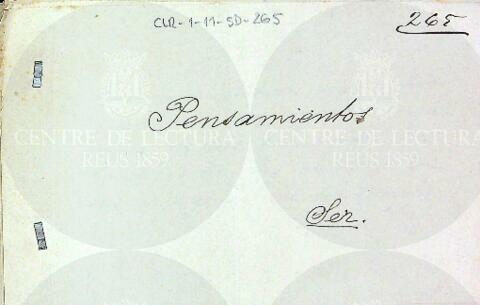 CLR-1-11-SD-265
265
Pensamientos
CENTRE DE LECTURA
REUS 1859
CENTRE DE LECTURA
REUS 1859
Ser.